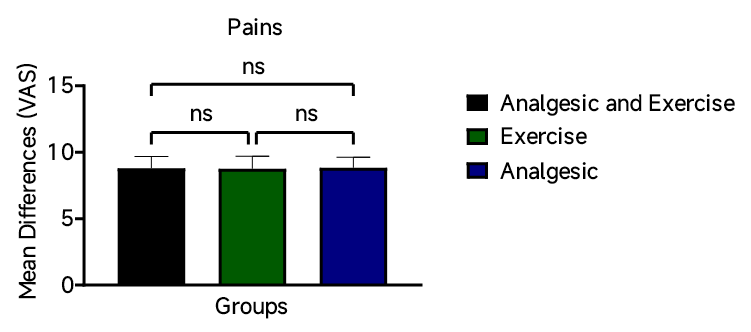 Pains
ns
ns
ns
15
10
5
0
Mean Differences (VAS)
Groups
Analgesic and Exercise
Exercise
Analgesic